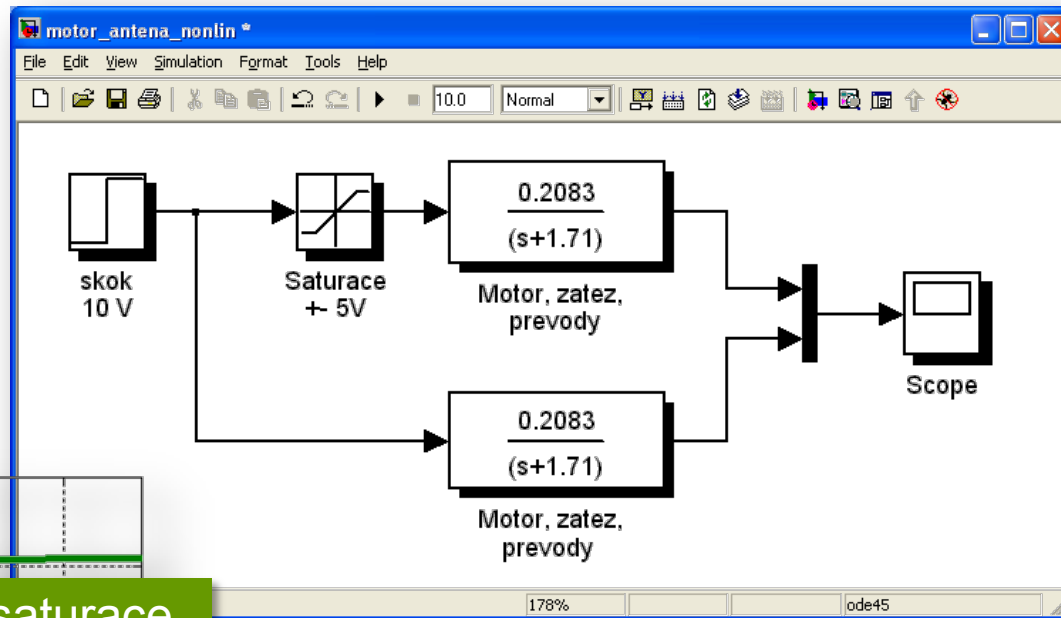 motor_antena_nonlin *
File Edit View Simulation Format Tools Help
10.0 Normal
0.2083
(s+1.71)
skok
10 V
Saturace
+- 5V
Motor, zatez,
prevody
Scope
0.2083
(s+1.71)
Motor, zatez,
prevody
saturace
178% ode45